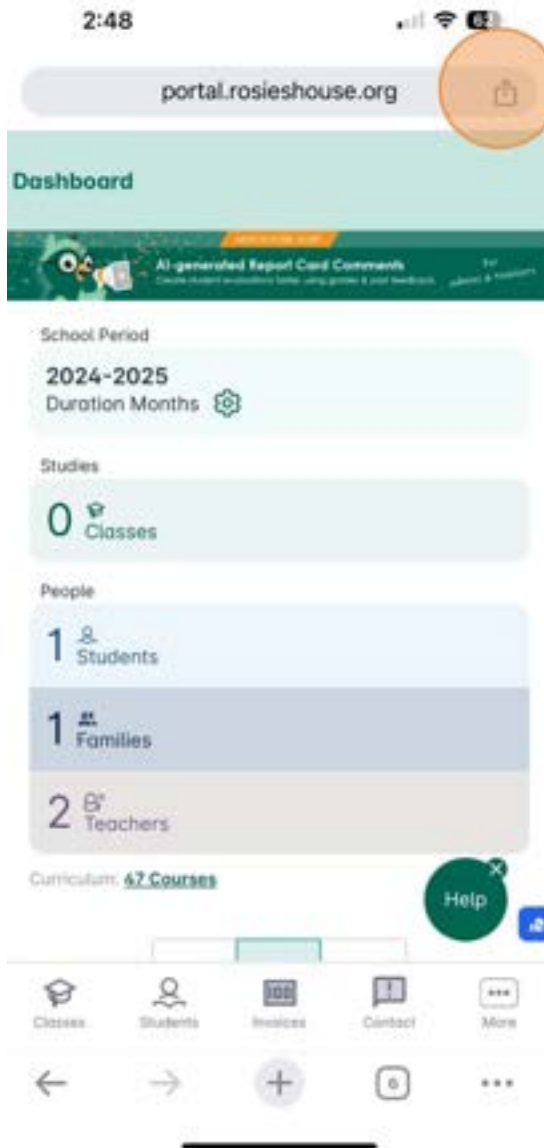 2:48
portal.rosieshouse.org
Dashboard
AI-generated Report Card Comments
School Period
2024-2025
Duration Months
Studies
0 Classes
People
1 Students
1 Families
2 Teachers
Curriculum: 47 Courses
Help
Classes Students Invoices Contact More
6